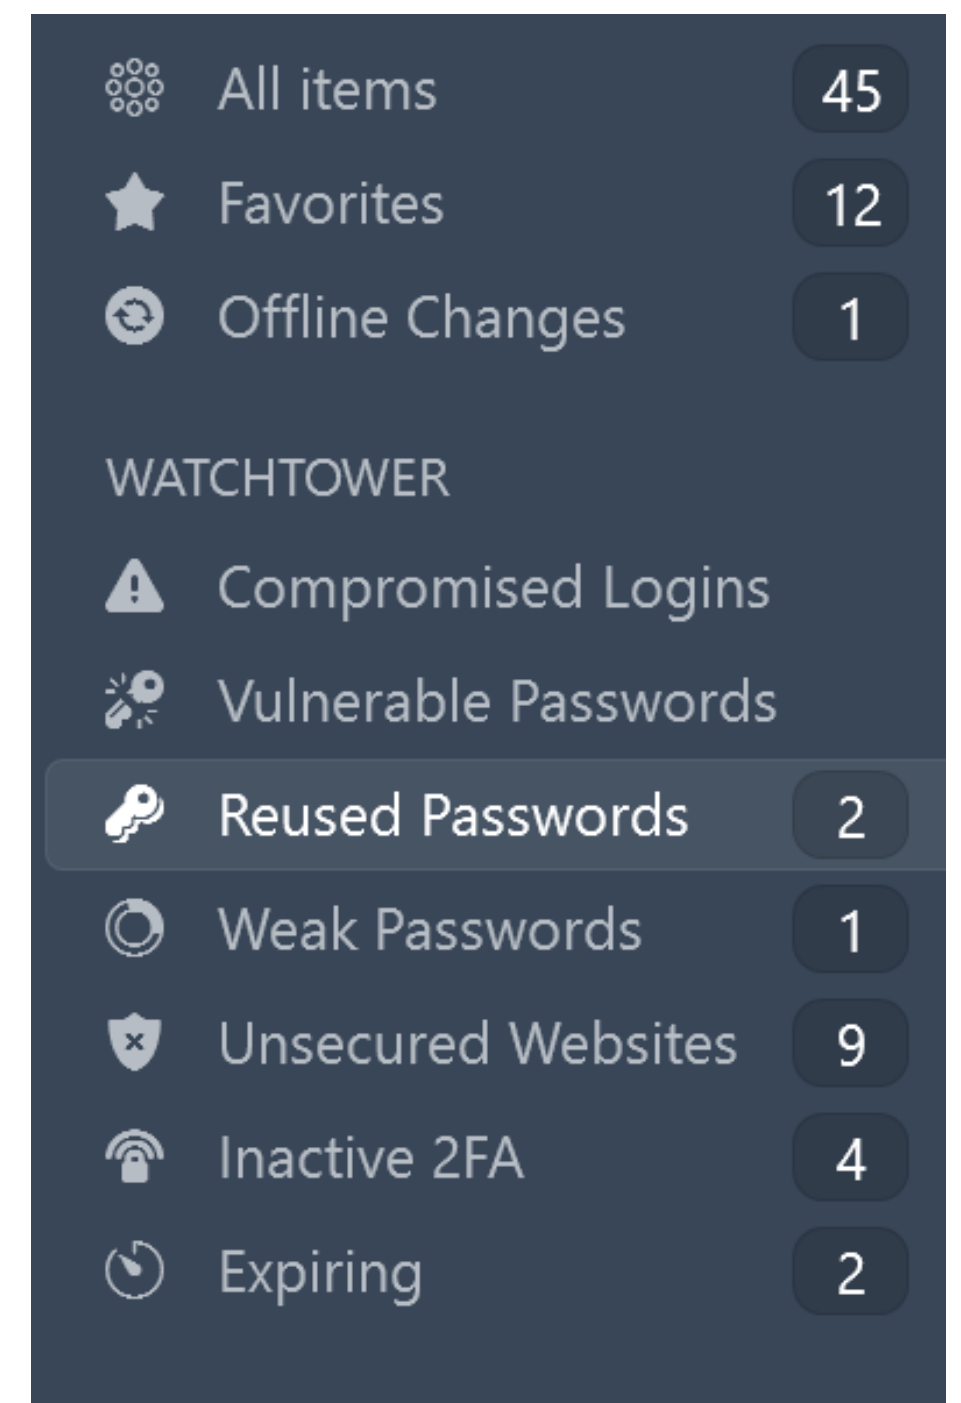 All items 45
Favorites 12
Offline Changes 1
WATCHTOWER
Compromised Logins
Vulnerable Passwords
Reused Passwords 2
Weak Passwords 1
Unsecured Websites 9
Inactive 2FA 4
Expiring 2